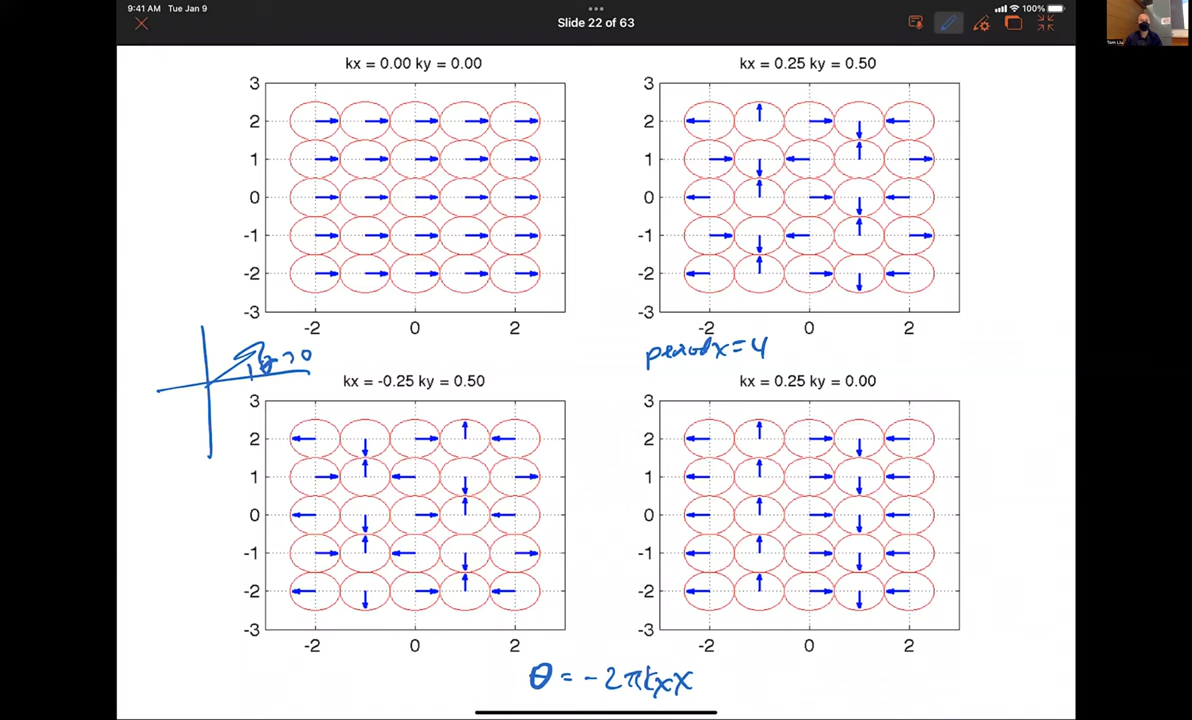 9:41 AM Tue Jan 9
100%
Slide 22 of 63
kx = 0.00 ky = 0.00
3
2
1
0
-1
-2
-3
-2 0 2
kx = 0.25 ky = 0.50
3
2
1
0
-1
-2
-3
-2 0 2
θ > 0
period x = 4
kx = -0.25 ky = 0.50
3
2
1
0
-1
-2
-3
-2 0 2
kx = 0.25 ky = 0.00
3
2
1
0
-1
-2
-3
-2 0 2
θ = -2πkxx